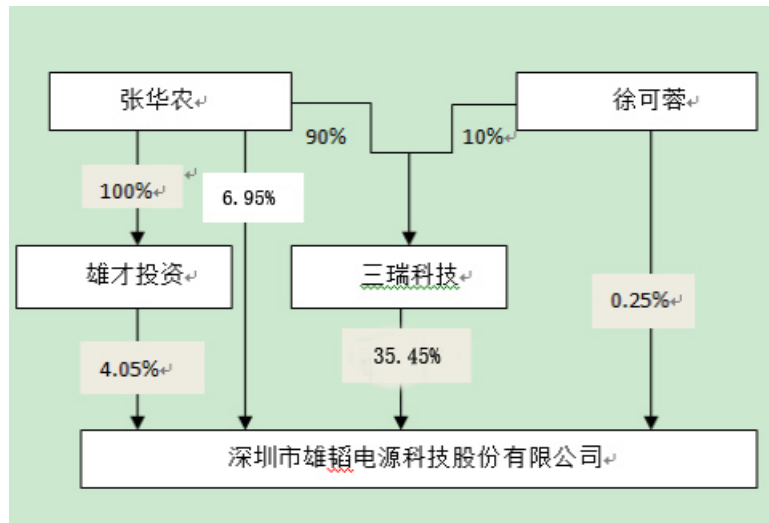 张华农
徐可蓉
90%
10%
100%
6.95%
雄才投资
三瑞科技
0.25%
4.05%
35.45%
深圳市雄韬电源科技股份有限公司